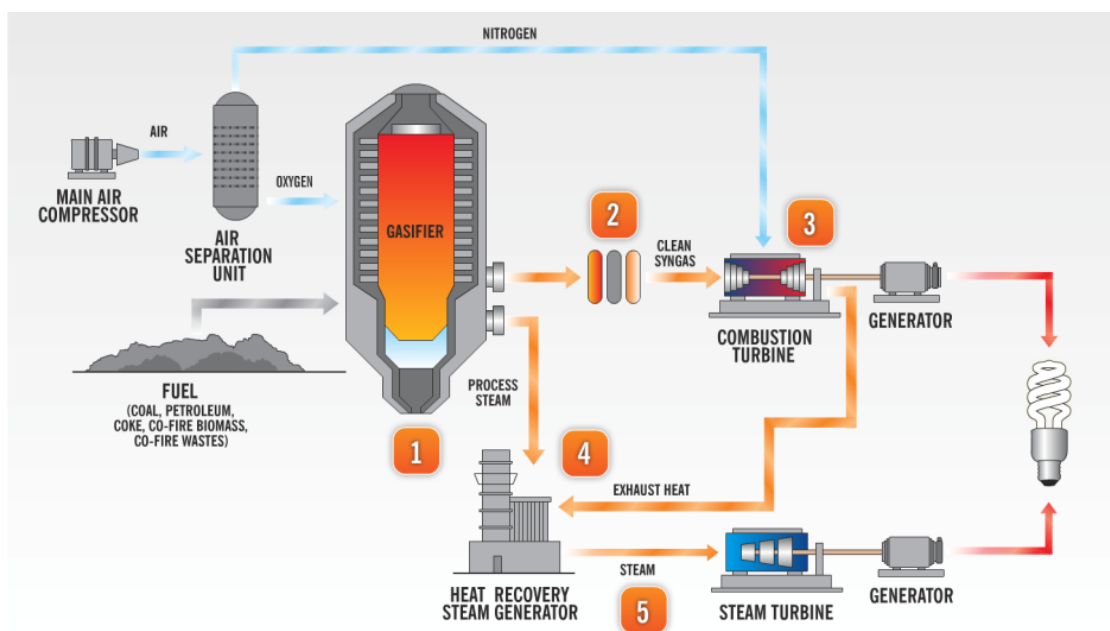 NITROGEN
AIR
MAIN AIR
COMPRESSOR
OXYGEN
AIR
SEPARATION
UNIT
GASIFIER
2
CLEAN
SYNGAS
3
COMBUSTION
TURBINE
GENERATOR
FUEL
(COAL, PETROLEUM,
COKE, CO-FIRE BIOMASS,
CO-FIRE WASTES)
1
PROCESS
STEAM
4
EXHAUST HEAT
HEAT RECOVERY
STEAM GENERATOR
STEAM
5
STEAM TURBINE
GENERATOR